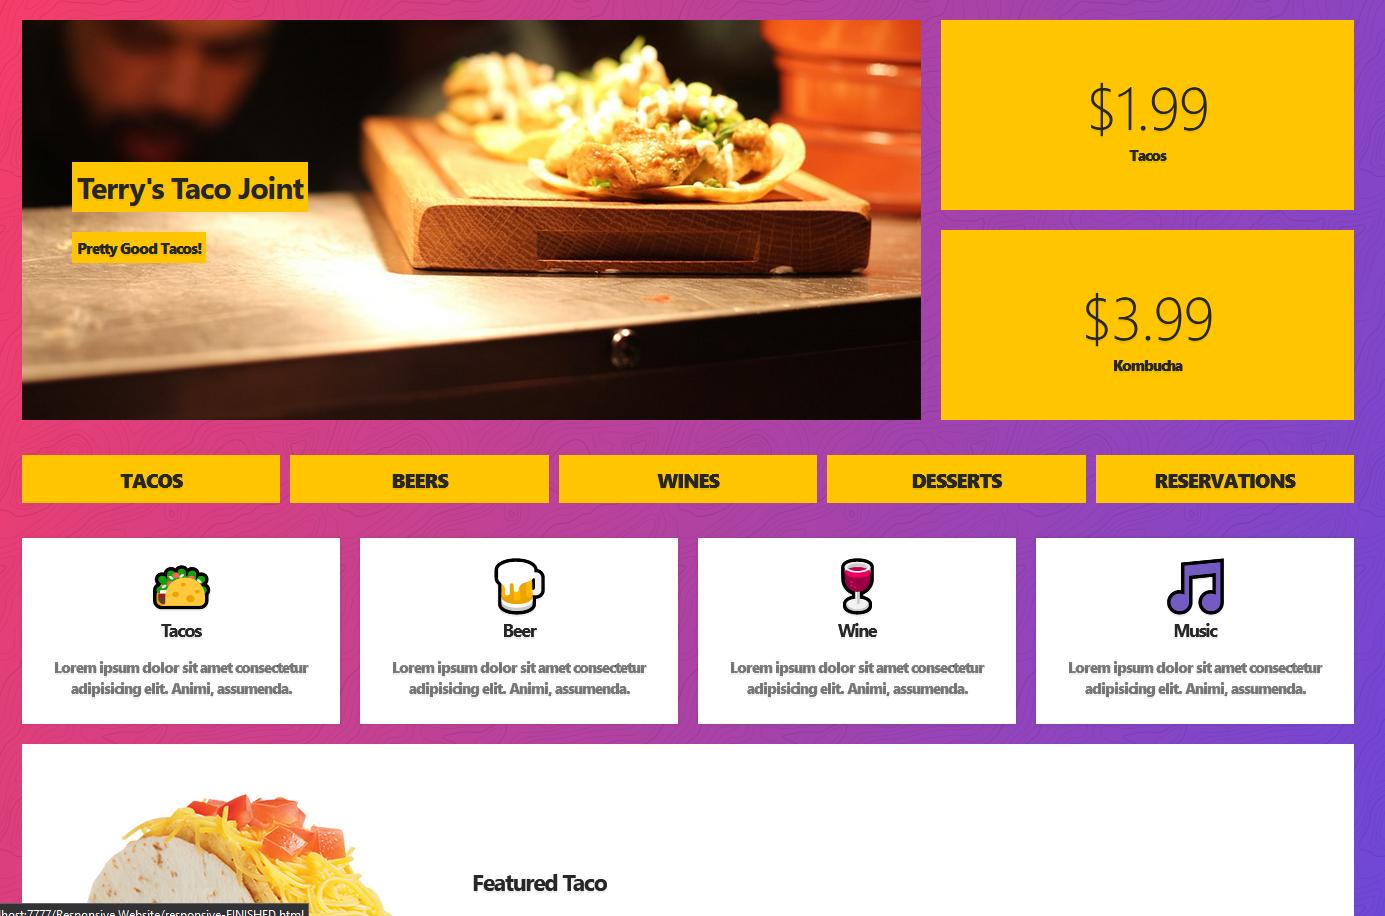 Terry's Taco Joint
Pretty Good Tacos!
$1.99
Tacos
$3.99
Kombucha
TACOS
BEERS
WINES
DESSERTS
RESERVATIONS
Tacos
Lorem ipsum dolor sit amet consectetur
adipisicing elit. Animi, assumenda.
Beer
Lorem ipsum dolor sit amet consectetur
adipisicing elit. Animi, assumenda.
Wine
Lorem ipsum dolor sit amet consectetur
adipisicing elit. Animi, assumenda.
Music
Lorem ipsum dolor sit amet consectetur
adipisicing elit. Animi, assumenda.
Featured Taco
lhost:7777/Responsive Website/responsive-FINISHED.html